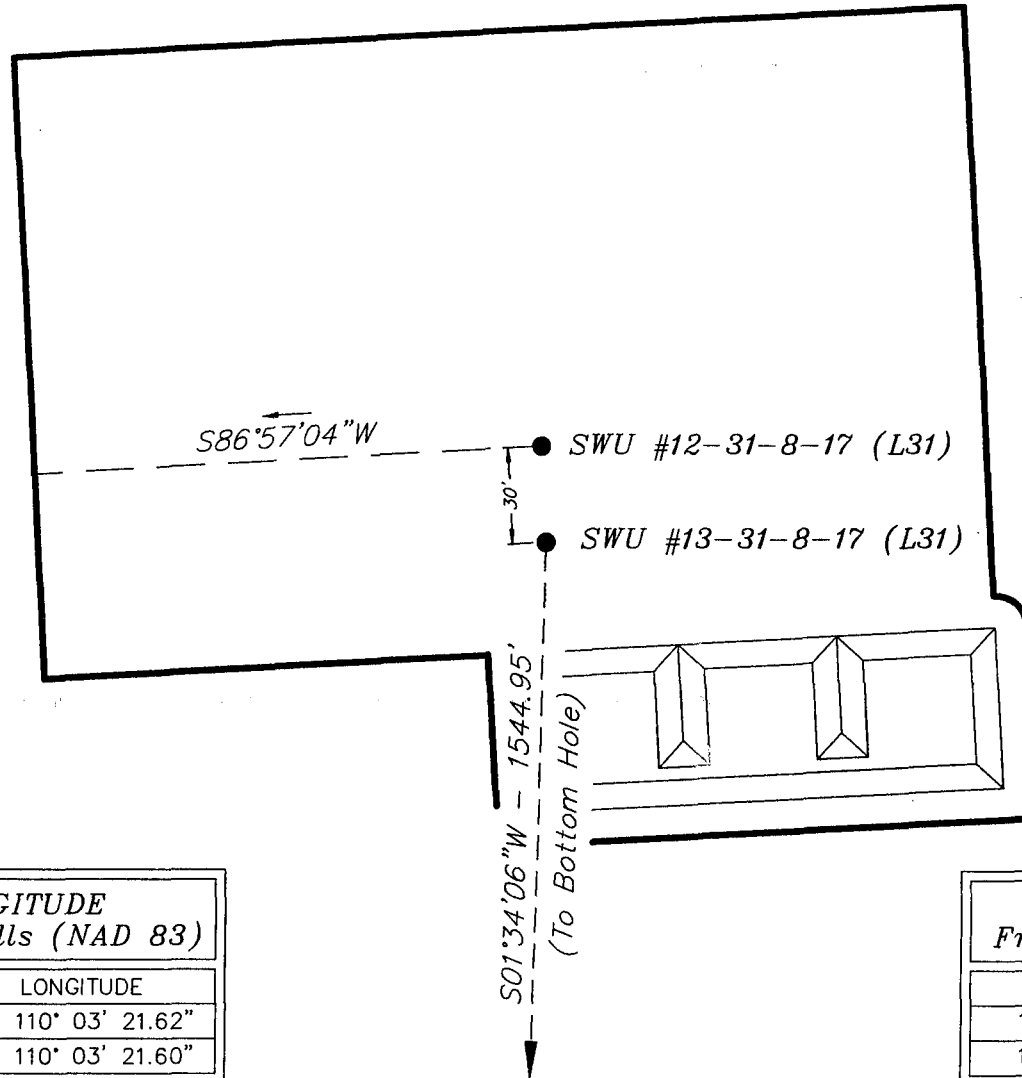 S86°57'04"W
SWU #12-31-8-17 (L31)
30'
SWU #13-31-8-17 (L31)
S01°34'06"W - 1544.95'
(To Bottom Hole)
GITUDE
lls (NAD 83)
LONGITUDE
110° 03' 21.62"
110° 03' 21.60"
Fr